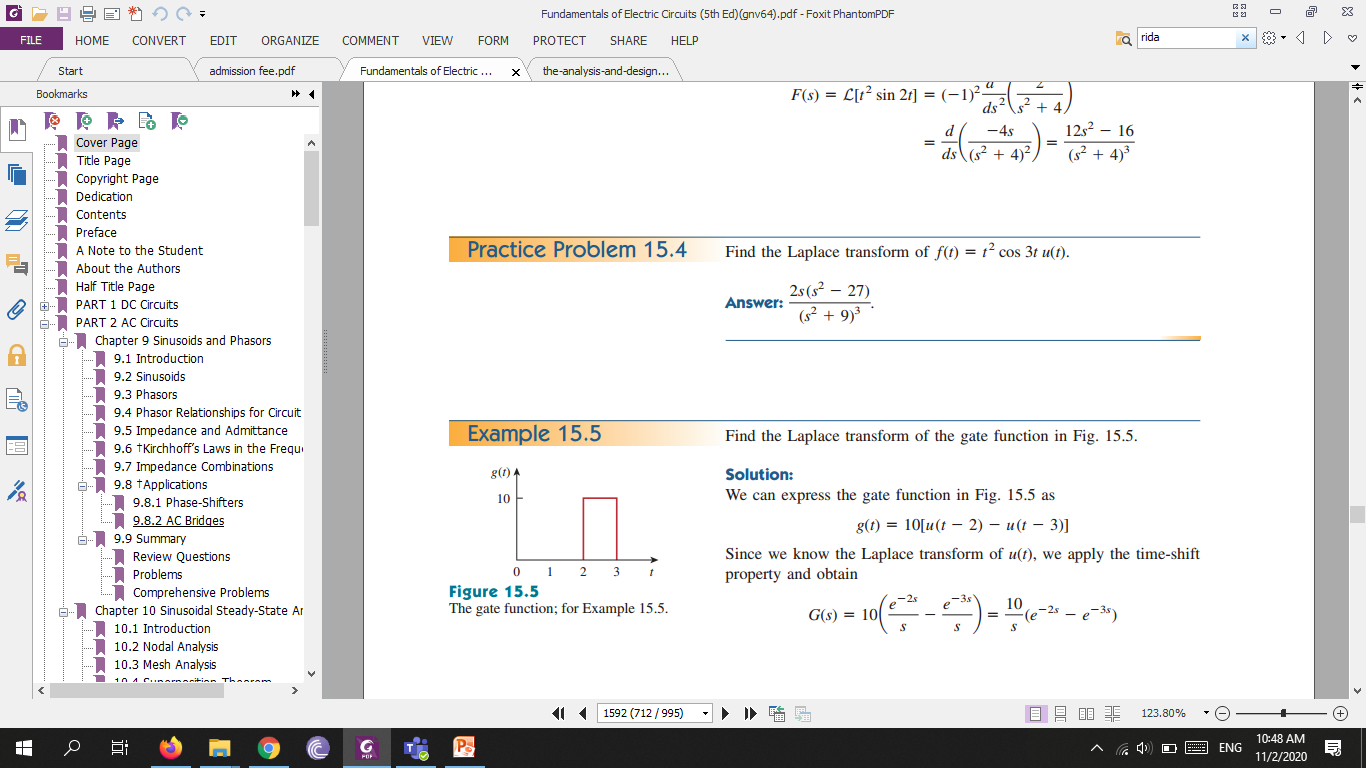 Fundamentals of Electric Circuits (5th Ed)(gnv64).pdf - Foxit PhantomPDF
FILE HOME CONVERT EDIT ORGANIZE COMMENT VIEW FORM PROTECT SHARE HELP
rida
Start admission fee.pdf Fundamentals of Electric ... the-analysis-and-design...
Bookmarks
Cover Page
Title Page
Copyright Page
Dedication
Contents
Preface
A Note to the Student
About the Authors
Half Title Page
PART 1 DC Circuits
PART 2 AC Circuits
Chapter 9 Sinusoids and Phasors
9.1 Introduction
9.2 Sinusoids
9.3 Phasors
9.4 Phasor Relationships for Circuit
9.5 Impedance and Admittance
9.6 †Kirchhoff's Laws in the Freque
9.7 Impedance Combinations
9.8 †Applications
9.8.1 Phase-Shifters
9.8.2 AC Bridges
9.9 Summary
Review Questions
Problems
Comprehensive Problems
Chapter 10 Sinusoidal Steady-State Ar
10.1 Introduction
10.2 Nodal Analysis
10.3 Mesh Analysis
10.4 Superposition Theorem
F(s) = ℒ[t² sin 2t] = (−1)² d/ds² (2/(s² + 4))
= d/ds (−4s/(s² + 4)²) = (12s² − 16)/(s² + 4)³
Practice Problem 15.4
Find the Laplace transform of f(t) = t² cos 3t u(t).
Answer: 2s(s² − 27)/(s² + 9)³.
Example 15.5
Find the Laplace transform of the gate function in Fig. 15.5.
g(t)
10
0 1 2 3 t
Figure 15.5
The gate function; for Example 15.5.
Solution:
We can express the gate function in Fig. 15.5 as
g(t) = 10[u(t − 2) − u(t − 3)]
Since we know the Laplace transform of u(t), we apply the time-shift
property and obtain
G(s) = 10(e⁻²ˢ/s − e⁻³ˢ/s) = 10/s (e⁻²ˢ − e⁻³ˢ)
1592 (712 / 995)
123.80%
ENG
10:48 AM
11/2/2020